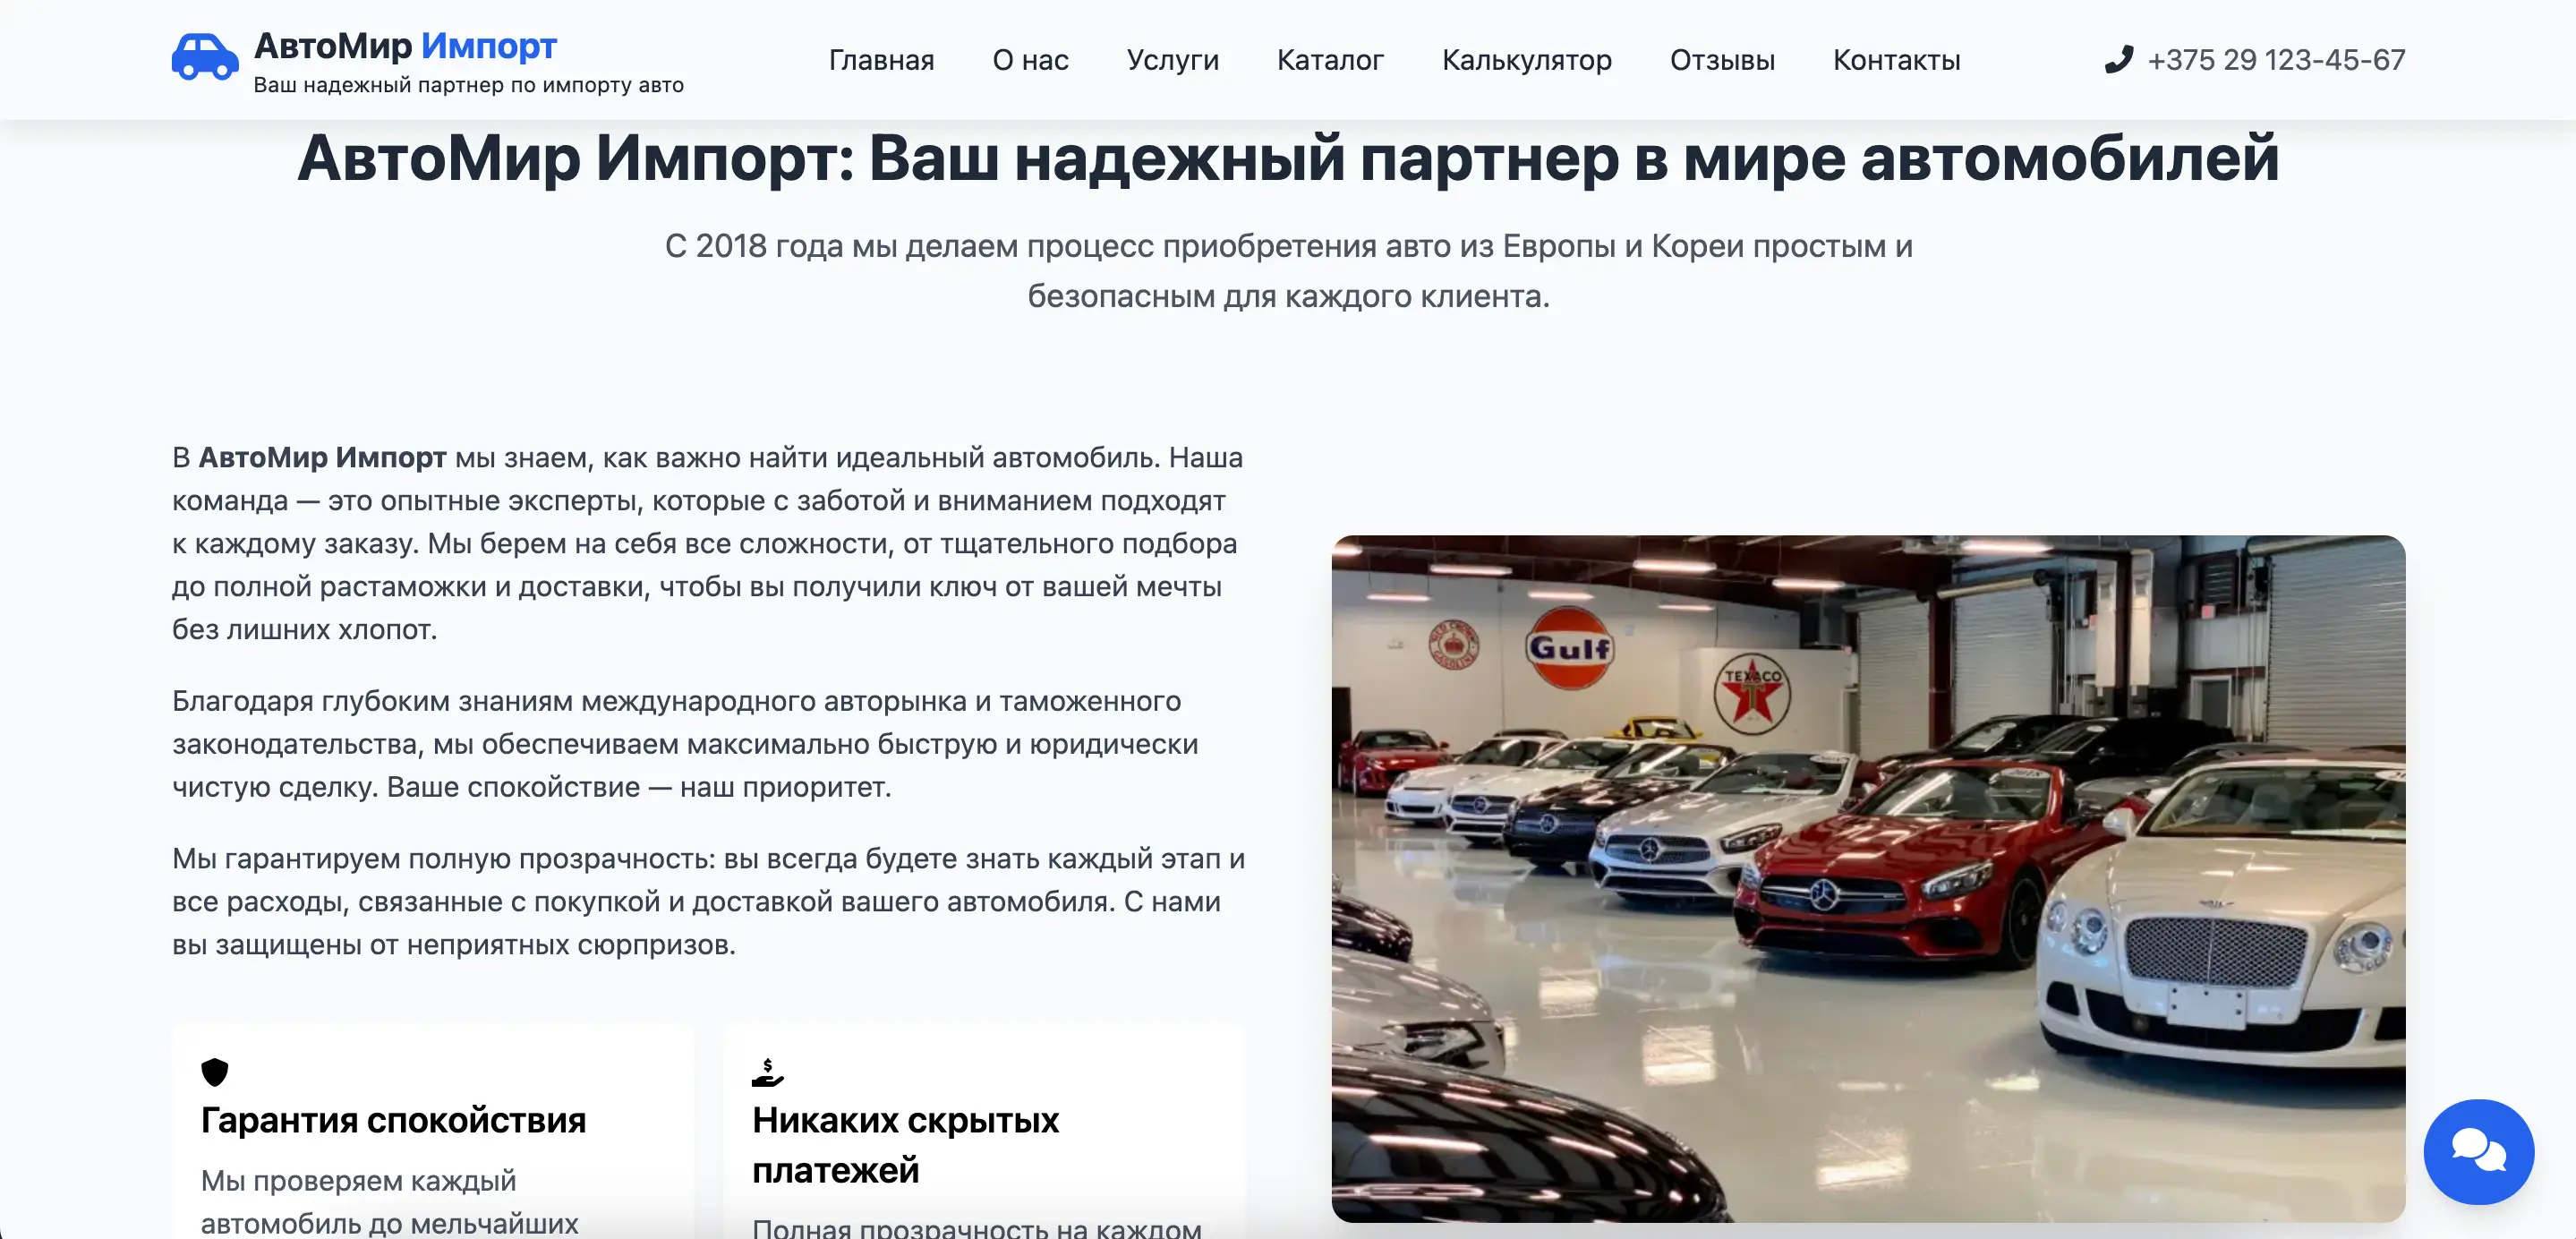 АвтоМир Импорт
Ваш надежный партнер по импорту авто
Главная
О нас
Услуги
Каталог
Калькулятор
Отзывы
Контакты
+375 29 123-45-67
АвтоМир Импорт: Ваш надежный партнер в мире автомобилей
С 2018 года мы делаем процесс приобретения авто из Европы и Кореи простым и
безопасным для каждого клиента.
В АвтоМир Импорт мы знаем, как важно найти идеальный автомобиль. Наша
команда — это опытные эксперты, которые с заботой и вниманием подходят
к каждому заказу. Мы берем на себя все сложности, от тщательного подбора
до полной растаможки и доставки, чтобы вы получили ключ от вашей мечты
без лишних хлопот.
Благодаря глубоким знаниям международного авторынка и таможенного
законодательства, мы обеспечиваем максимально быструю и юридически
чистую сделку. Ваше спокойствие — наш приоритет.
Мы гарантируем полную прозрачность: вы всегда будете знать каждый этап и
все расходы, связанные с покупкой и доставкой вашего автомобиля. С нами
вы защищены от неприятных сюрпризов.
Гарантия спокойствия
Мы проверяем каждый
автомобиль до мельчайших
Никаких скрытых
платежей
Полная прозрачность на каждом
RED CROWN
GASOLINE
Gulf
TEXACO
T